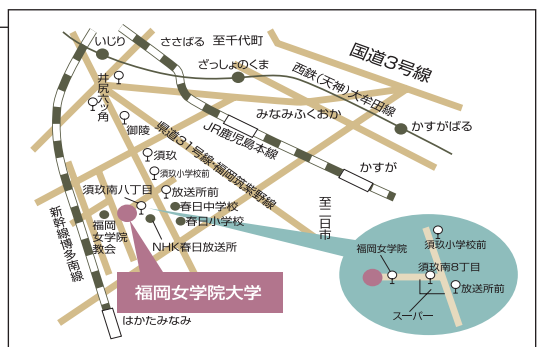 いじり
ささばる
至千代町
ざっしょのくま
国道3号線
西鉄(天神)大牟田線
井尻六ツ角
御陵
みなみふくおか
かすがばる
JR鹿児島本線
県道31号線・福岡筑紫野線
須玖
須玖小学校前
かすが
須玖南八丁目
放送所前
春日中学校
春日小学校
至二日市
新幹線博多南線
福岡
女学院
教会
NHK春日放送所
福岡女学院大学
はかたみなみ
須玖小学校前
福岡女学院
須玖南8丁目
放送所前
スーパー